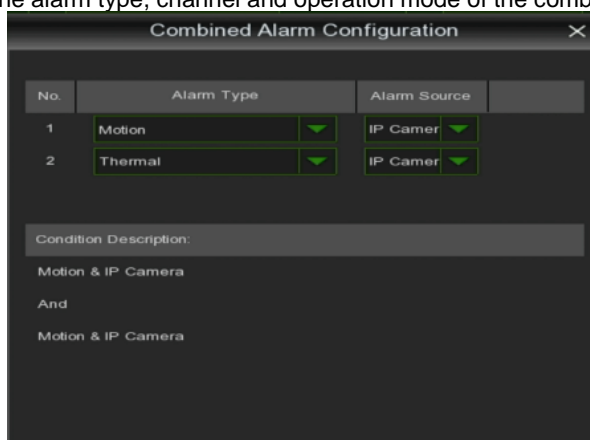 he alarm type, channel and operation mode of the comb
Combined Alarm Configuration
No. Alarm Type Alarm Source
1 Motion IP Camer
2 Thermal IP Camer
Condition Description:
Motion & IP Camera
And
Motion & IP Camera